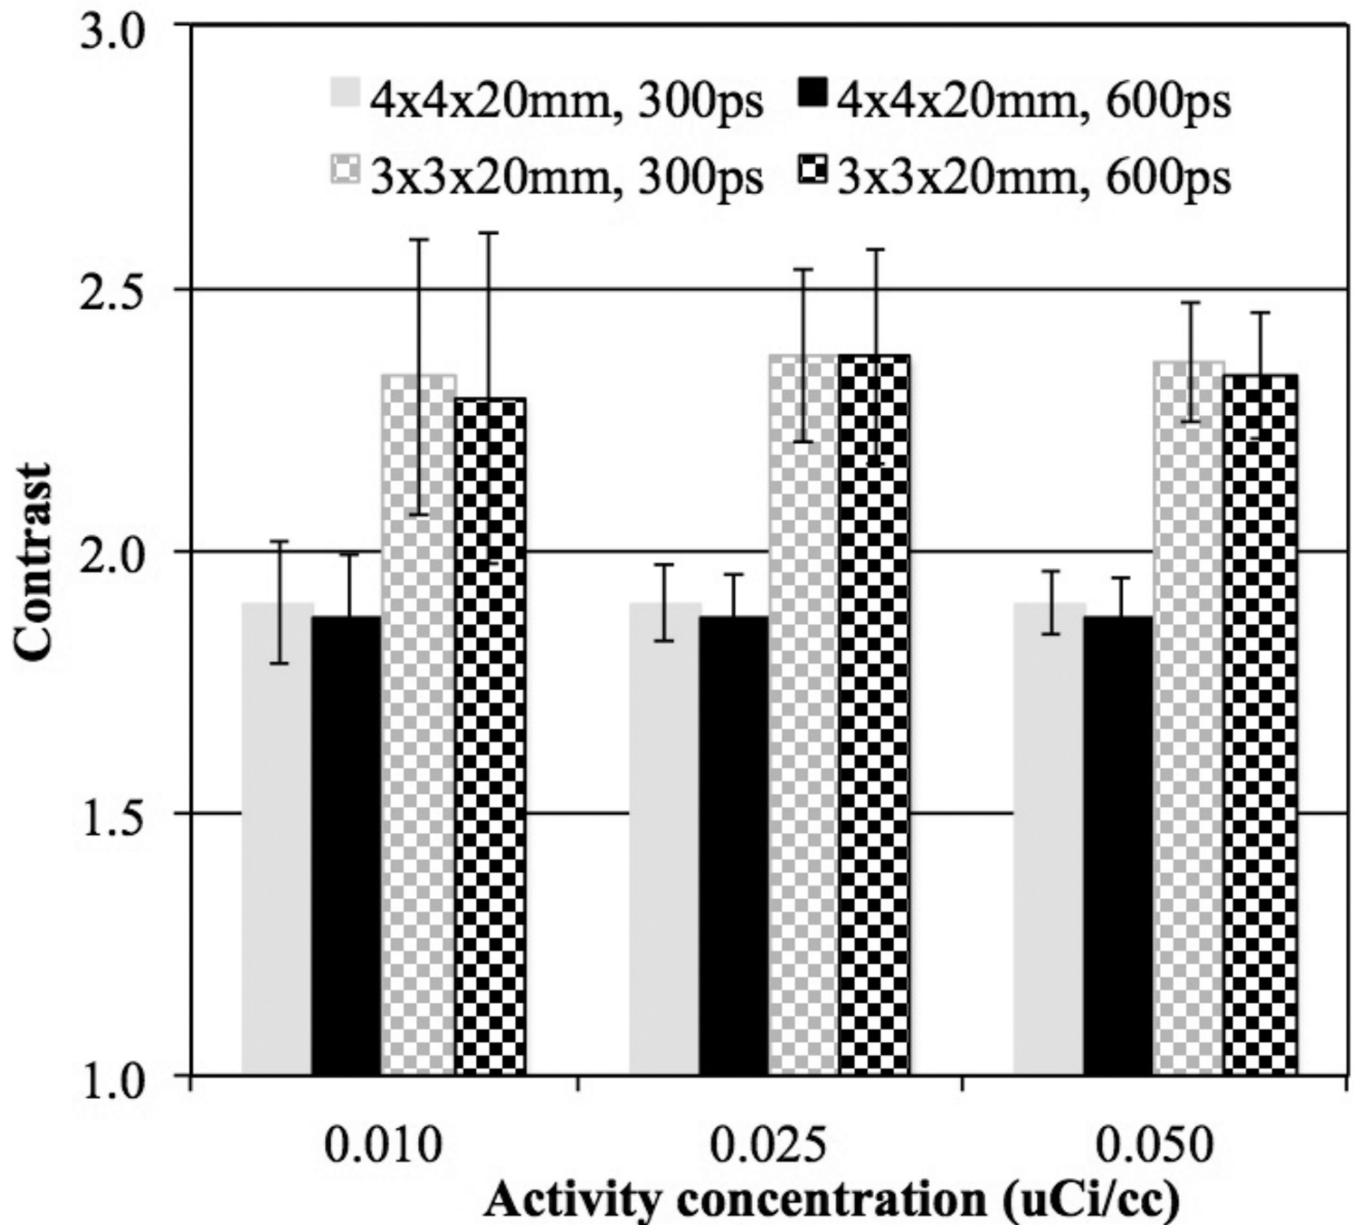 3.0
4x4x20mm, 300ps 4x4x20mm, 600ps
3x3x20mm, 300ps 3x3x20mm, 600ps
2.5
2.0
1.5
1.0
Contrast
0.010 0.025 0.050
Activity concentration (uCi/cc)